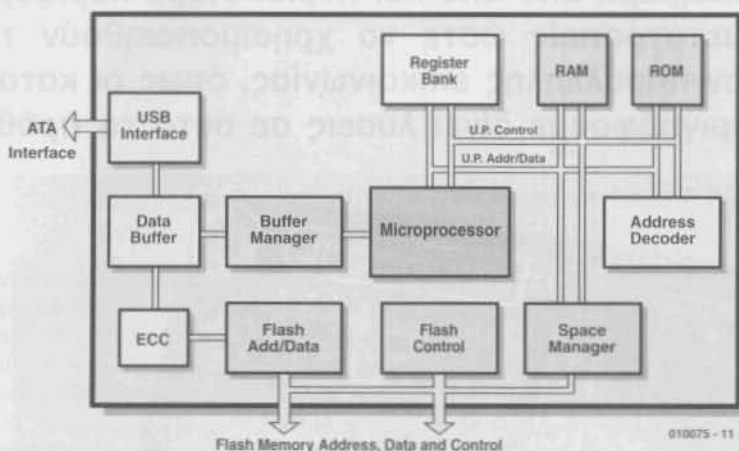 Register
Bank
RAM
ROM
USB
Interface
ATA
Interface
U.P. Control
U.P. Addr/Data
Data
Buffer
Buffer
Manager
Microprocessor
Address
Decoder
ECC
Flash
Add/Data
Flash
Control
Space
Manager
Flash Memory Address, Data and Control
010075 - 11